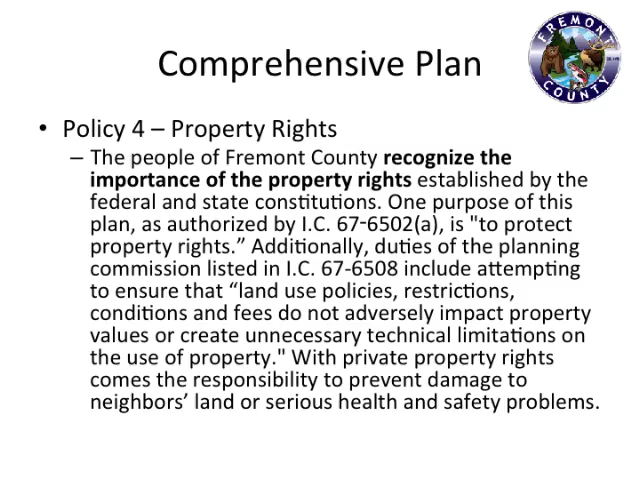 Comprehensive Plan
FREMONT
COUNTY
• Policy 4 – Property Rights
– The people of Fremont County recognize the
importance of the property rights established by the
federal and state constitutions. One purpose of this
plan, as authorized by I.C. 67-6502(a), is "to protect
property rights.” Additionally, duties of the planning
commission listed in I.C. 67-6508 include attempting
to ensure that “land use policies, restrictions,
conditions and fees do not adversely impact property
values or create unnecessary technical limitations on
the use of property." With private property rights
comes the responsibility to prevent damage to
neighbors’ land or serious health and safety problems.